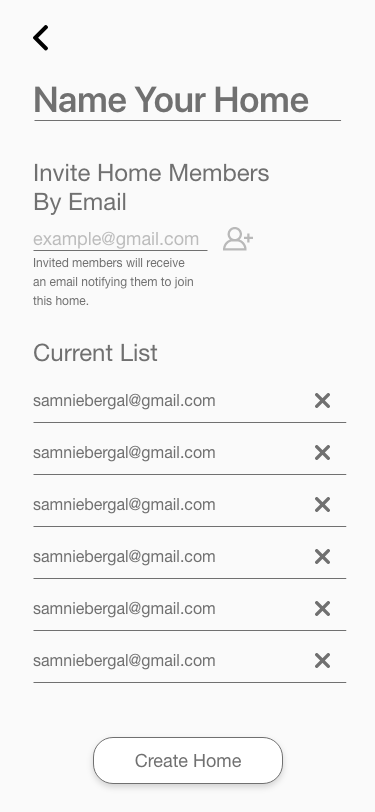 Name Your Home
Invite Home Members
By Email
example@gmail.com
Invited members will receive
an email notifying them to join
this home.
Current List
samniebergal@gmail.com
samniebergal@gmail.com
samniebergal@gmail.com
samniebergal@gmail.com
samniebergal@gmail.com
samniebergal@gmail.com
Create Home